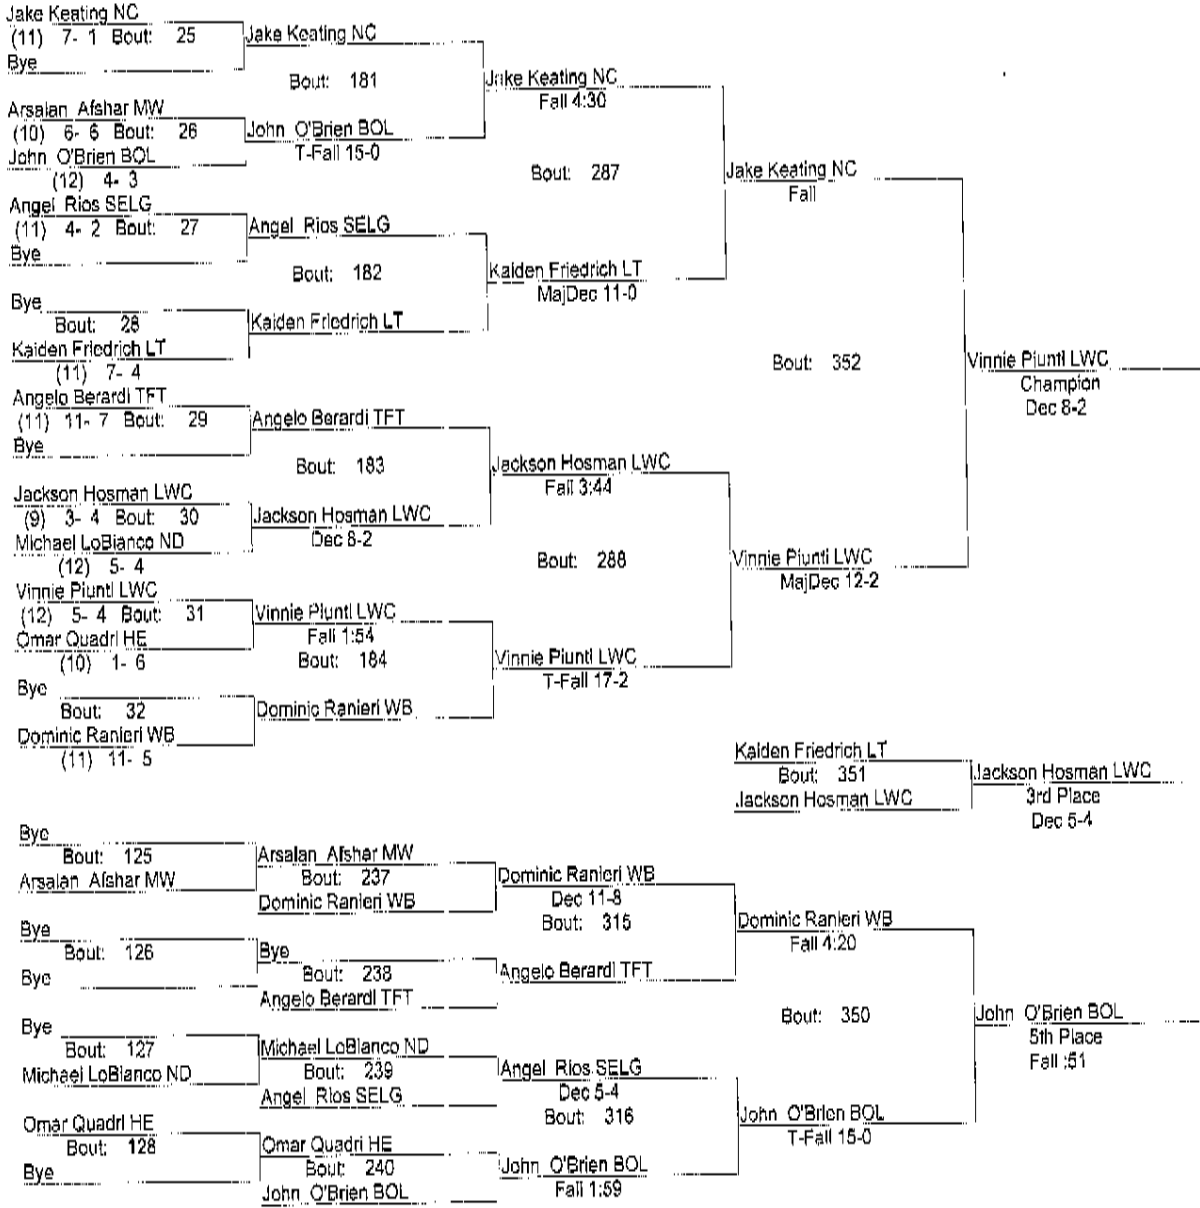 Jake Keating NC
(11) 7- 1 Bout: 25
Bye
Jake Keating NC
Bout: 181
Arsalan Afshar MW
(10) 6- 6 Bout: 26
John O'Brien BOL
(12) 4- 3
John O'Brien BOL
T-Fall 15-0
Jake Keating NC
Fall 4:30
Bout: 287
Angel Rios SELG
(11) 4- 2 Bout: 27
Bye
Angel Rios SELG
Bout: 182
Bye
Bout: 28
Kaiden Friedrich LT
(11) 7- 4
Kaiden Friedrich LT
Kaiden Friedrich LT
MajDec 11-0
Jake Keating NC
Fall
Bout: 352
Angelo Berardi TFT
(11) 11- 7 Bout: 29
Bye
Angelo Berardi TFT
Bout: 183
Jackson Hosman LWC
(9) 3- 4 Bout: 30
Michael LoBianco ND
(12) 5- 4
Jackson Hosman LWC
Dec 8-2
Jackson Hosman LWC
Fall 3:44
Bout: 288
Vinnie Piunti LWC
(12) 5- 4 Bout: 31
Omar Quadri HE
(10) 1- 6
Vinnie Piunti LWC
Fall 1:54
Bout: 184
Bye
Bout: 32
Dominic Ranieri WB
(11) 11- 5
Dominic Ranieri WB
Vinnie Piunti LWC
T-Fall 17-2
Vinnie Piunti LWC
MajDec 12-2
Vinnie Piunti LWC
Champion
Dec 8-2
Kaiden Friedrich LT
Bout: 351
Jackson Hosman LWC
Jackson Hosman LWC
3rd Place
Dec 5-4
Bye
Bout: 125
Arsalan Afshar MW
Arsalan Afshar MW
Bout: 237
Dominic Ranieri WB
Dominic Ranieri WB
Dec 11-8
Bout: 315
Bye
Bout: 126
Bye
Bye
Bout: 238
Angelo Berardi TFT
Angelo Berardi TFT
Dominic Ranieri WB
Fall 4:20
Bout: 350
Bye
Bout: 127
Michael LoBianco ND
Michael LoBianco ND
Bout: 239
Angel Rios SELG
Angel Rios SELG
Dec 5-4
Bout: 316
Omar Quadri HE
Bout: 128
Bye
Omar Quadri HE
Bout: 240
John O'Brien BOL
John O'Brien BOL
Fall 1:59
John O'Brien BOL
T-Fall 15-0
John O'Brien BOL
5th Place
Fall :51